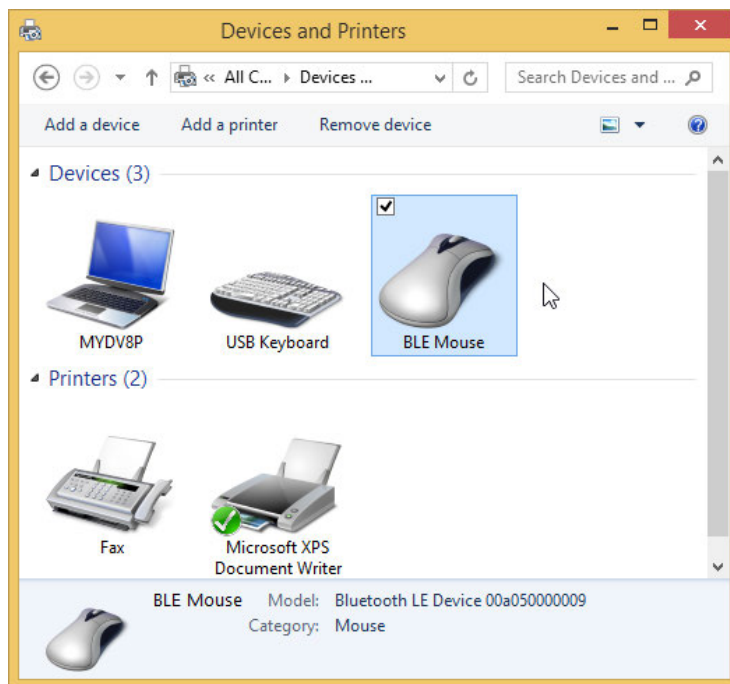 Devices and Printers
« All C... Devices ... Search Devices and ...
Add a device Add a printer Remove device
Devices (3)
MYDV8P USB Keyboard BLE Mouse
Printers (2)
Fax Microsoft XPS
Document Writer
BLE Mouse Model: Bluetooth LE Device 00a050000009
Category: Mouse